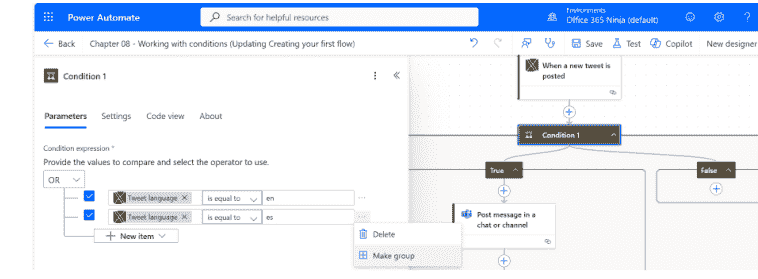 Environments
Power Automate
Search for helpful resources
Office 365 Ninja (default)
?
Back
Chapter 08 - Working with conditions (Updating Creating your first flow)
Save
Test
Copilot
New designer
Condition 1
When a new tweet is
posted
Parameters
Settings
Code view
About
Condition 1
Condition expression *
Provide the values to compare and select the operator to use.
True
False
OR
Tweet language
is equal to
en
Tweet language
is equal to
es
Post message in a
chat or channel
New item
Delete
Make group